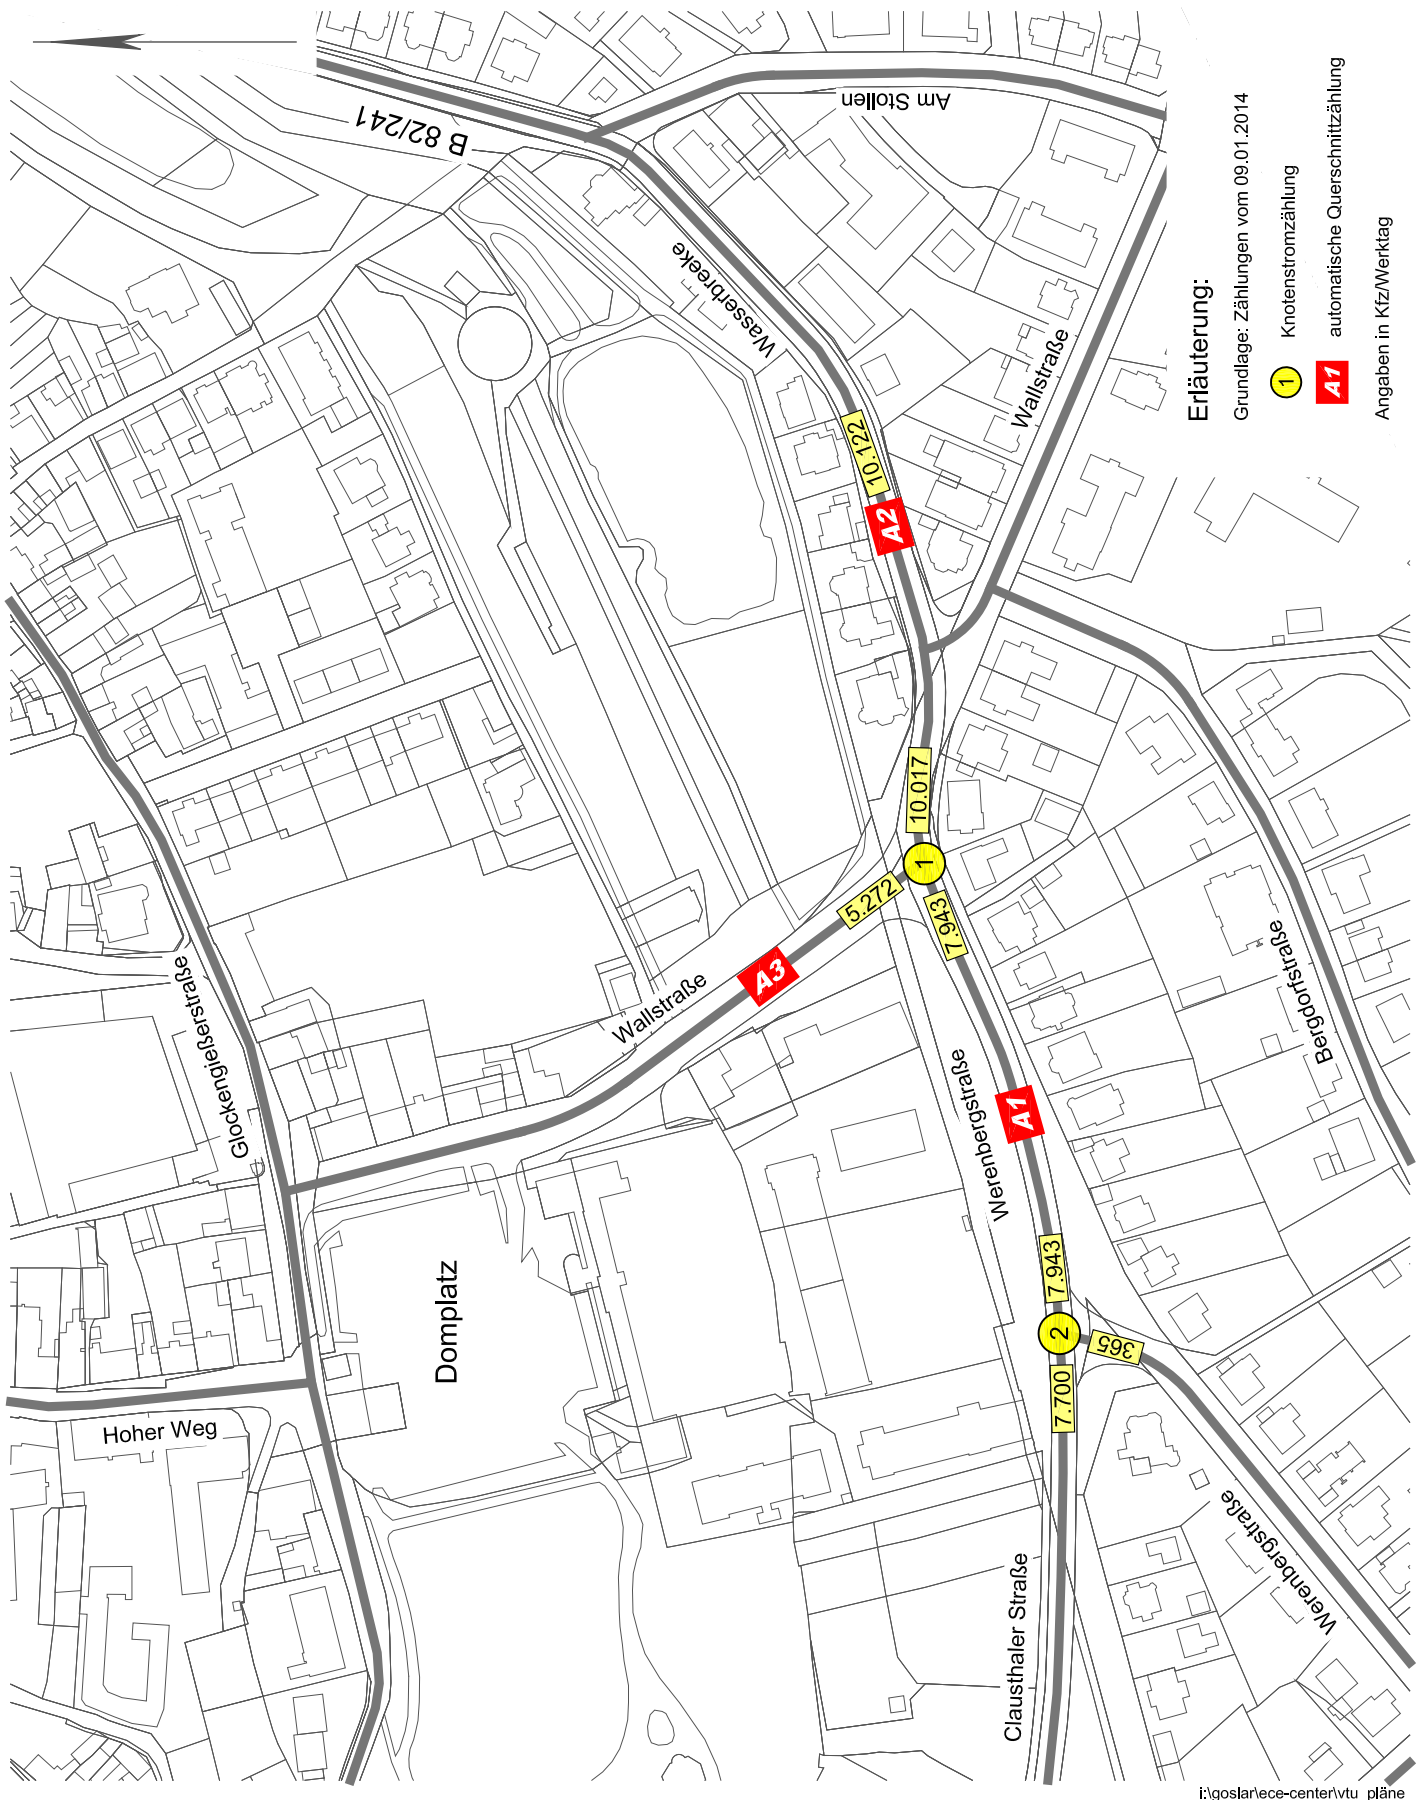 B 82/241
Am Stollen
Wasserbreeke
Wallstraße
10.122
A2
10.017
1
5.272
7.943
A3
Wallstraße
Glockengießerstraße
Werenbergstraße
A1
7.943
2
365
7.700
Domplatz
Hoher Weg
Clausthaler Straße
Werenbergstraße
Bergdorfstraße
Erläuterung:
Grundlage: Zählungen vom 09.01.2014
1 Knotenstromzählung
A1 automatische Querschnittzählung
Angaben in Kfz/Werktag
i:\goslar\ece-center\vtu_pläne